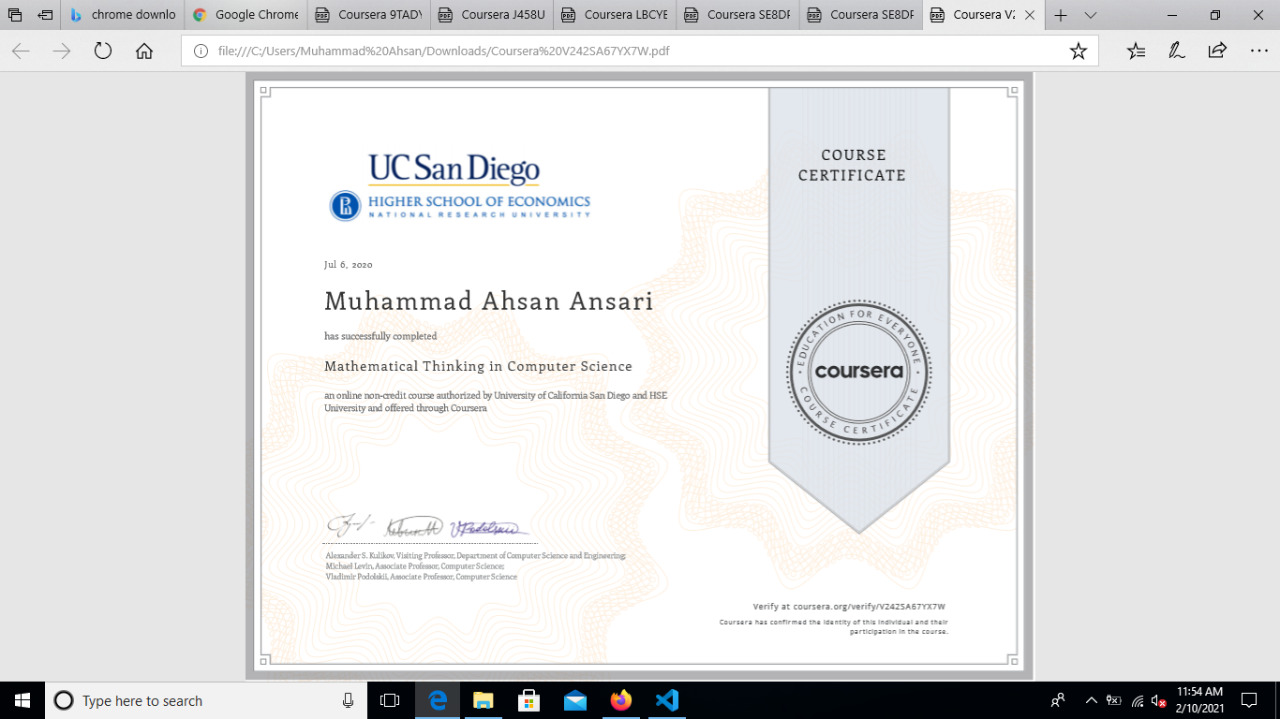 chrome downlo
Google Chrome
Coursera 9TADY
Coursera J458U
Coursera LBCYE
Coursera SE8DP
Coursera SE8DP
Coursera V2
file:///C:/Users/Muhammad%20Ahsan/Downloads/Coursera%20V242SA67YX7W.pdf
COURSE
CERTIFICATE
UC San Diego
HIGHER SCHOOL OF ECONOMICS
NATIONAL RESEARCH UNIVERSITY
Jul 6, 2020
Muhammad Ahsan Ansari
has successfully completed
Mathematical Thinking in Computer Science
an online non-credit course authorized by University of California San Diego and HSE
University and offered through Coursera
EDUCATION FOR EVERYONE
coursera
COURSE CERTIFICATE
Alexander S. Kulikov, Visiting Professor, Department of Computer Science and Engineering;
Michael Levin, Associate Professor, Computer Science;
Vladimir Podolskii, Associate Professor, Computer Science
Verify at coursera.org/verify/V242SA67YX7W
Coursera has confirmed the identity of this individual and their
participation in the course.
Type here to search
11:54 AM
2/10/2021